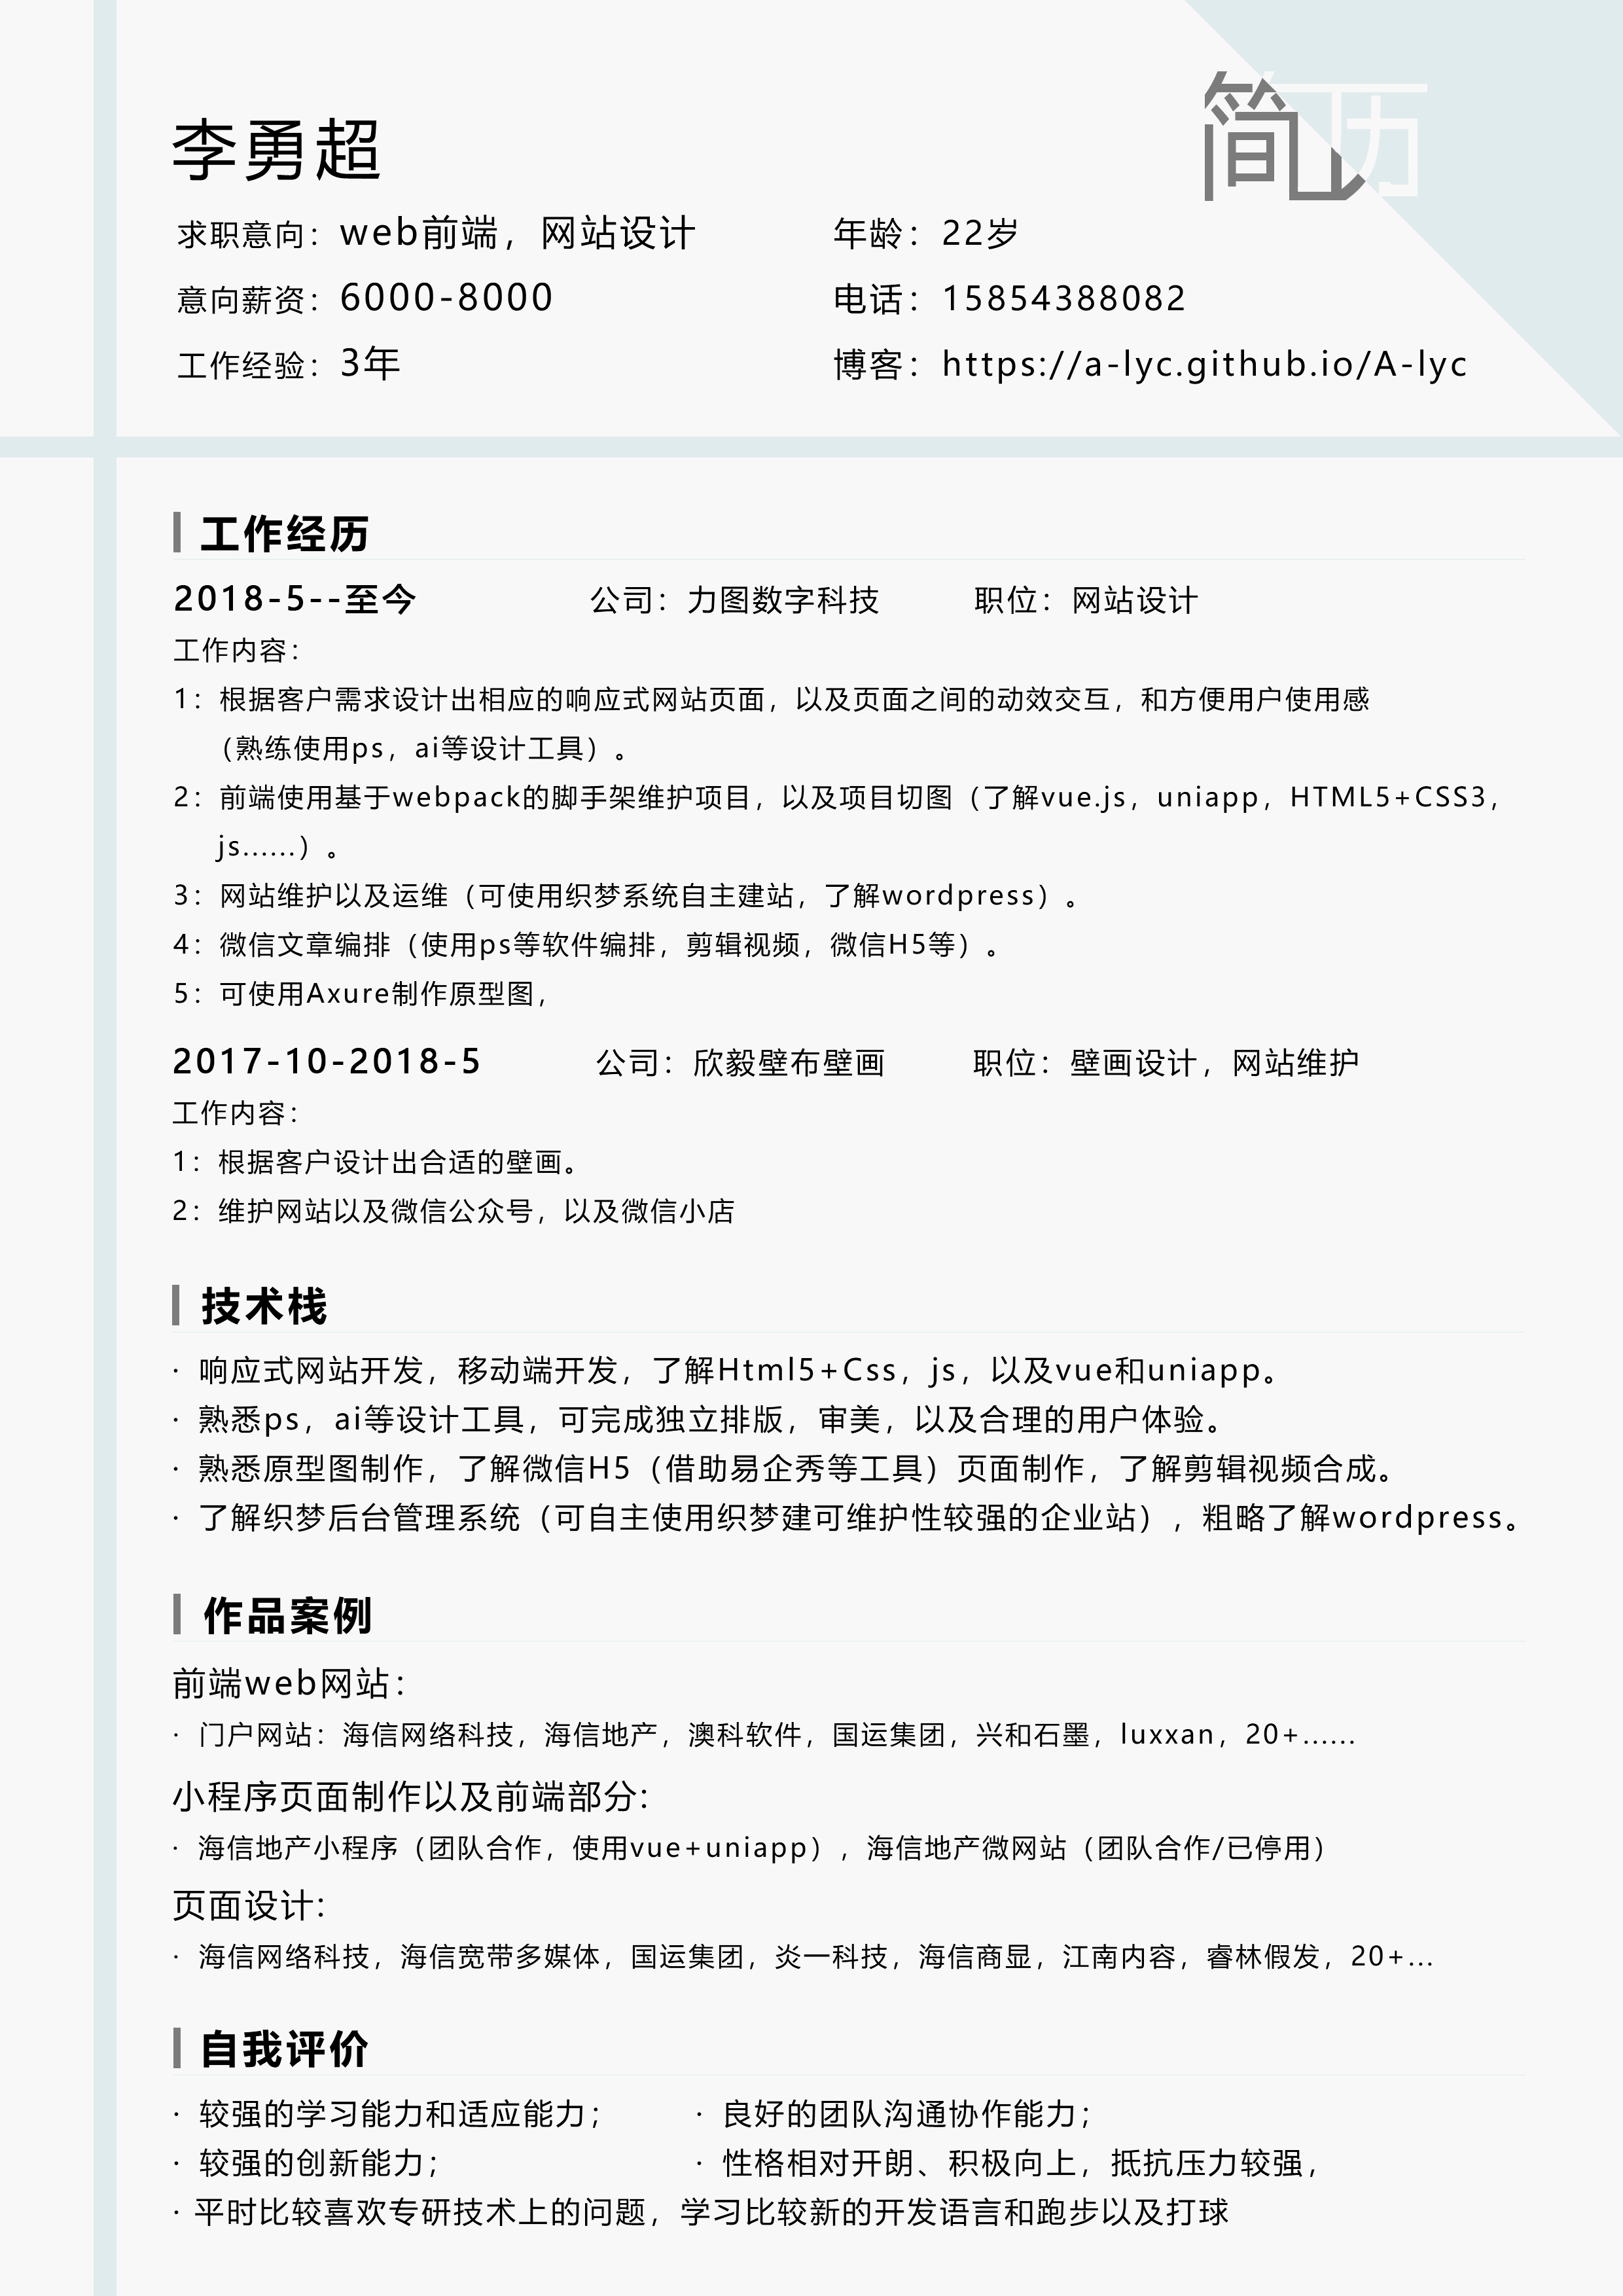 简历
李勇超
求职意向：web前端，网站设计 年龄：22岁
意向薪资：6000-8000 电话：15854388082
工作经验：3年 博客：https://a-lyc.github.io/A-lyc
工作经历
2018-5--至今 公司：力图数字科技 职位：网站设计
工作内容：
1：根据客户需求设计出相应的响应式网站页面，以及页面之间的动效交互，和方便用户使用感
（熟练使用ps，ai等设计工具）。
2：前端使用基于webpack的脚手架维护项目，以及项目切图（了解vue.js，uniapp，HTML5+CSS3，
js......）。
3：网站维护以及运维（可使用织梦系统自主建站，了解wordpress）。
4：微信文章编排（使用ps等软件编排，剪辑视频，微信H5等）。
5：可使用Axure制作原型图，
2017-10-2018-5 公司：欣毅壁布壁画 职位：壁画设计，网站维护
工作内容：
1：根据客户设计出合适的壁画。
2：维护网站以及微信公众号，以及微信小店
技术栈
· 响应式网站开发，移动端开发，了解Html5+Css，js，以及vue和uniapp。
· 熟悉ps，ai等设计工具，可完成独立排版，审美，以及合理的用户体验。
· 熟悉原型图制作，了解微信H5（借助易企秀等工具）页面制作，了解剪辑视频合成。
· 了解织梦后台管理系统（可自主使用织梦建可维护性较强的企业站），粗略了解wordpress。
作品案例
前端web网站：
· 门户网站：海信网络科技，海信地产，澳科软件，国运集团，兴和石墨，luxxan，20+......
小程序页面制作以及前端部分：
· 海信地产小程序（团队合作，使用vue+uniapp），海信地产微网站（团队合作/已停用）
页面设计：
· 海信网络科技，海信宽带多媒体，国运集团，炎一科技，海信商显，江南内容，睿林假发，20+...
自我评价
· 较强的学习能力和适应能力； · 良好的团队沟通协作能力；
· 较强的创新能力； · 性格相对开朗、积极向上，抵抗压力较强，
· 平时比较喜欢专研技术上的问题，学习比较新的开发语言和跑步以及打球